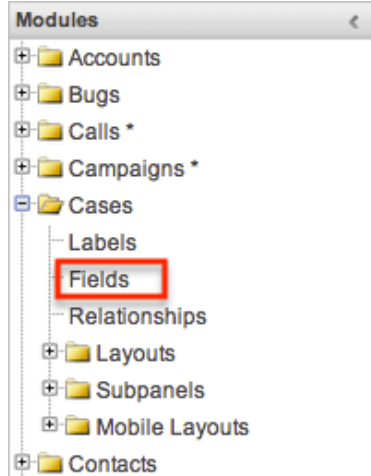 Modules
Accounts
Bugs
Calls *
Campaigns *
Cases
Labels
Fields
Relationships
Layouts
Subpanels
Mobile Layouts
Contacts